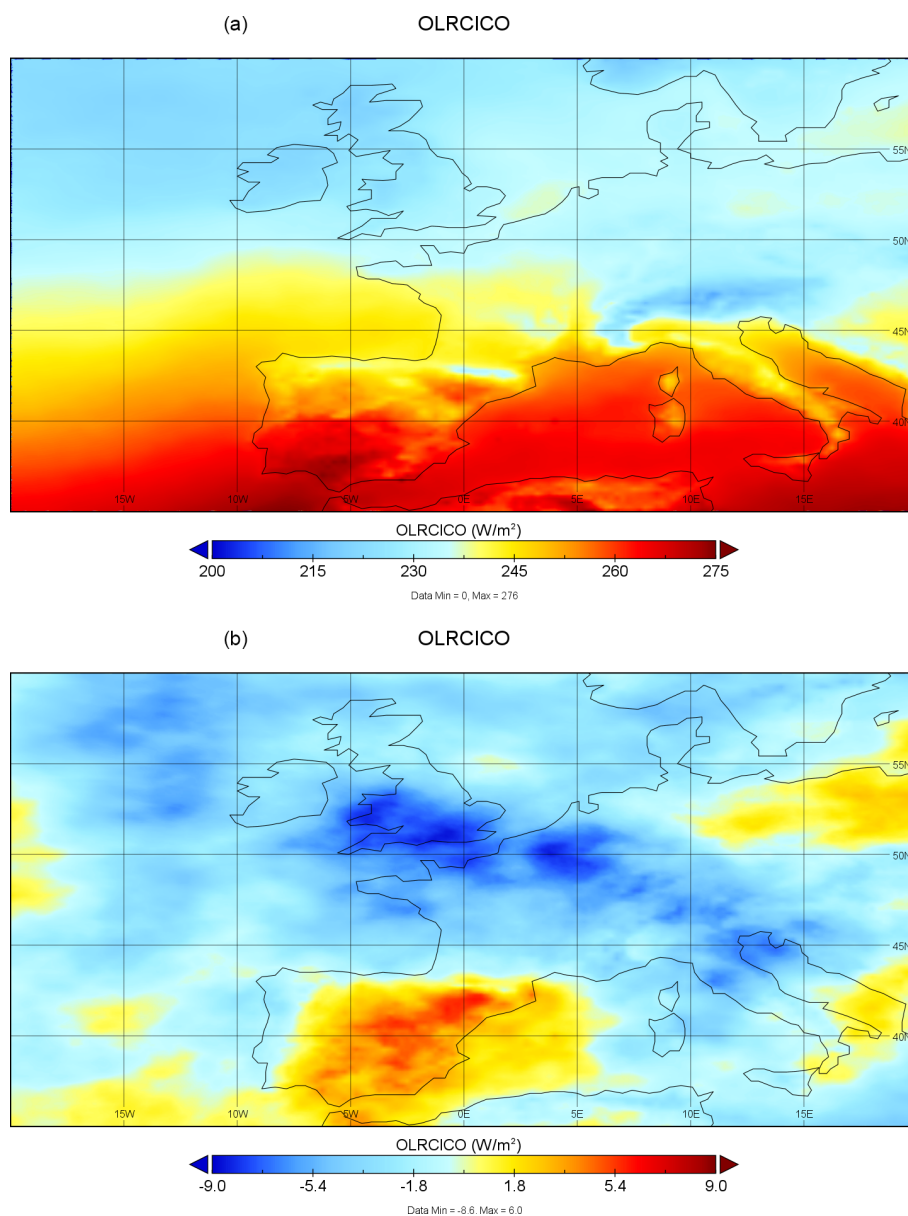 (a) OLRCICO
55N
50N
45N
40N
15W 10W 5W 0E 5E 10E 15E
OLRCICO (W/m²)
200 215 230 245 260 275
Data Min = 0, Max = 276
(b) OLRCICO
55N
50N
45N
40N
15W 10W 5W 0E 5E 10E 15E
OLRCICO (W/m²)
-9.0 -5.4 -1.8 1.8 5.4 9.0
Data Min = -8.6, Max = 6.0